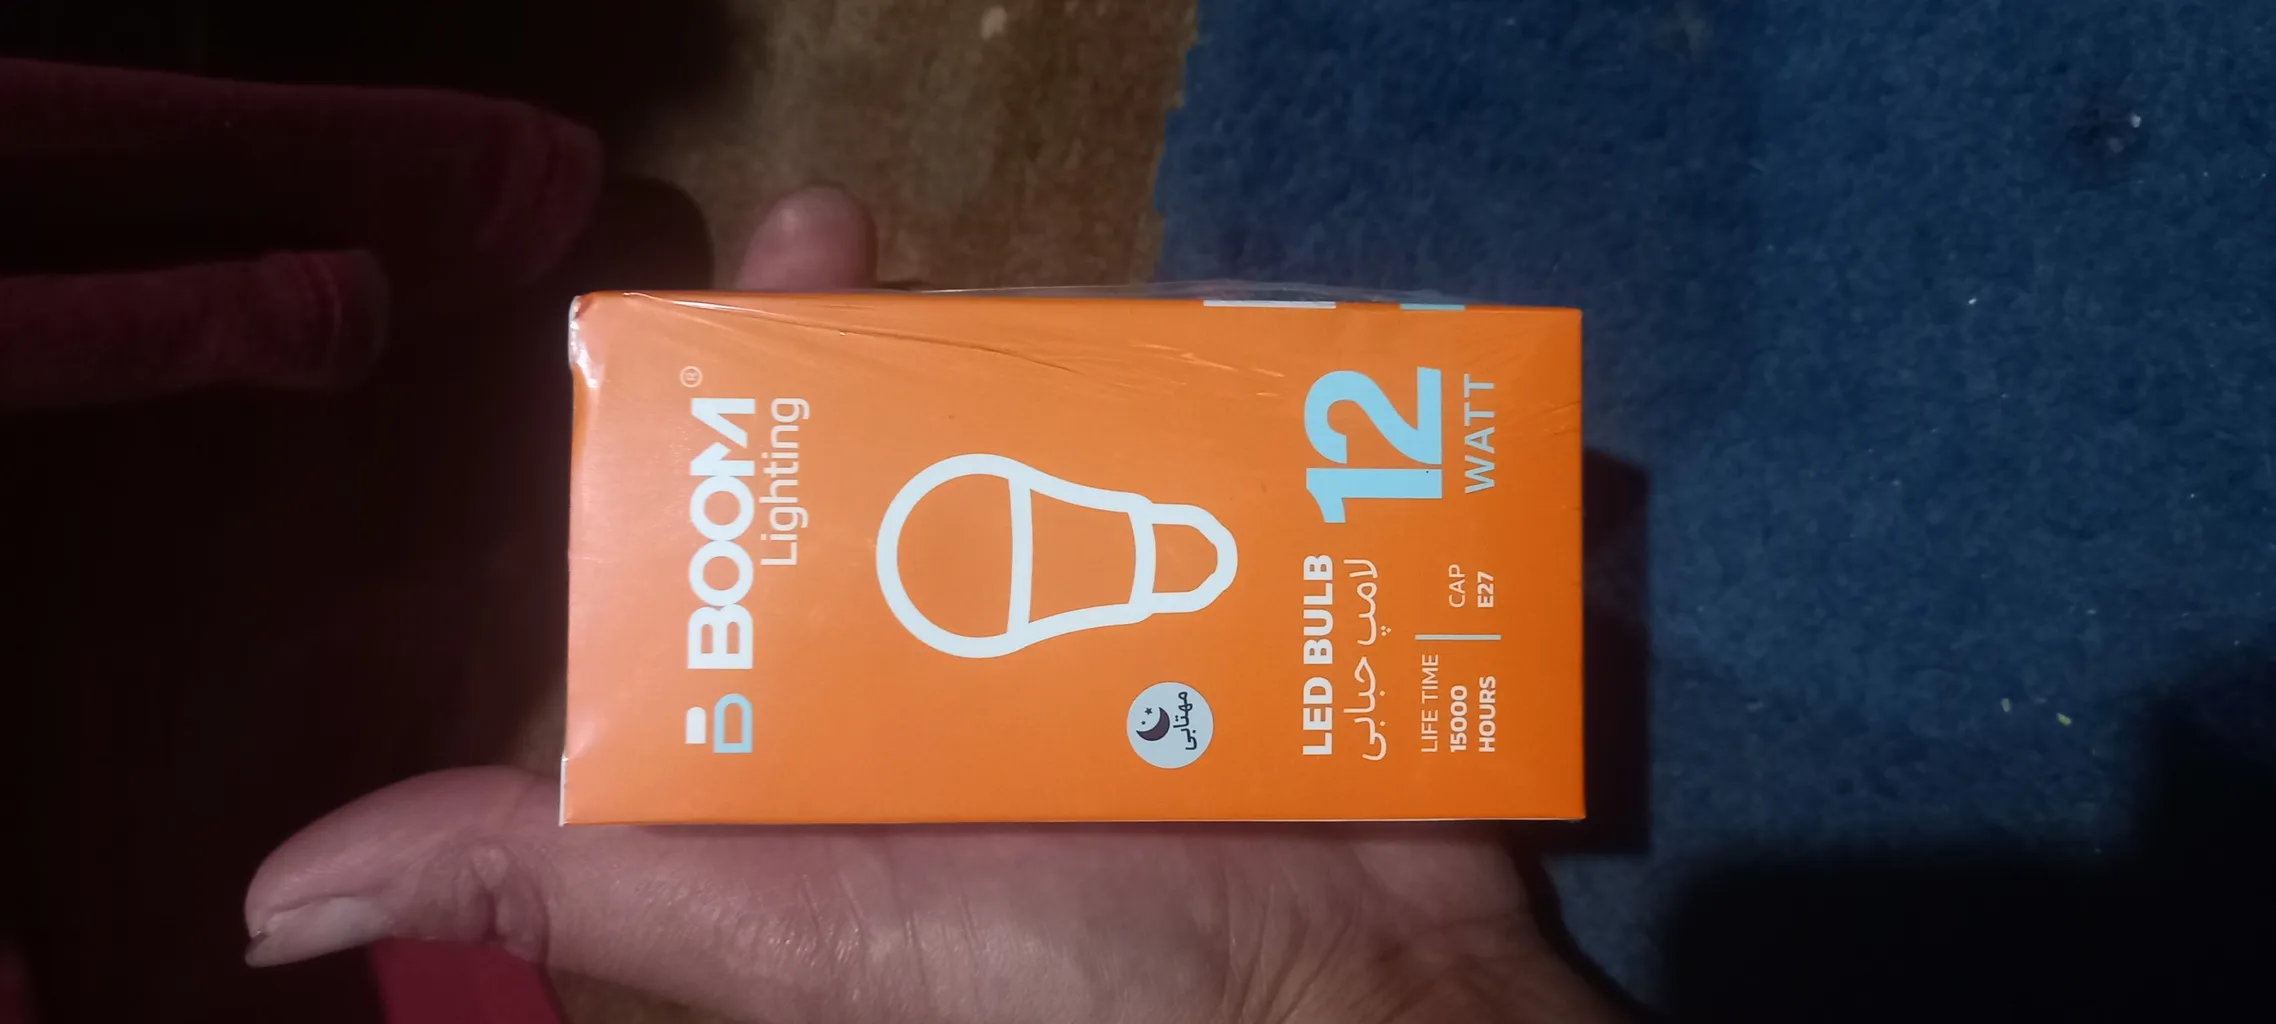 BOOM®
Lighting
مهتابی
LED BULB
لامپ حبابی
12
WATT
LIFE TIME
15000
HOURS
CAP
E27